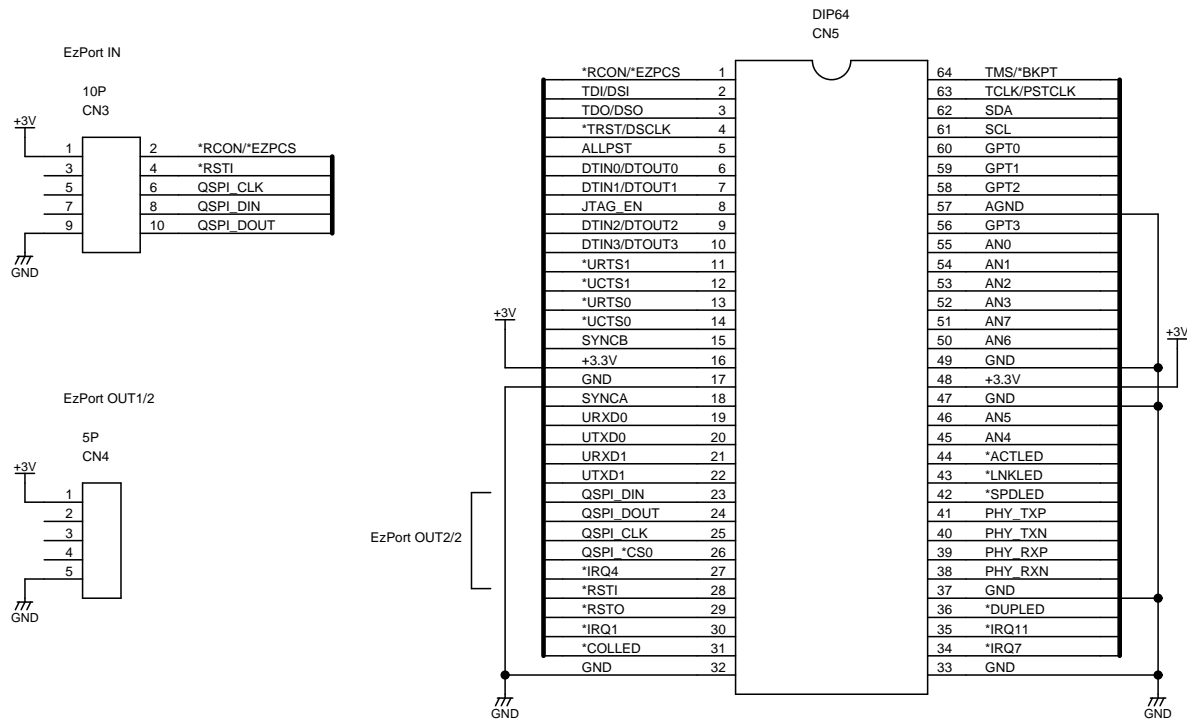 EzPort IN
10P
CN3
+3V
1 2 *RCON/*EZPCS
3 4 *RSTI
5 6 QSPI_CLK
7 8 QSPI_DIN
9 10 QSPI_DOUT
GND
EzPort OUT1/2
5P
CN4
+3V
1
2
3
4
5
GND
DIP64
CN5
*RCON/*EZPCS 1 64 TMS/*BKPT
TDI/DSI 2 63 TCLK/PSTCLK
TDO/DSO 3 62 SDA
*TRST/DSCLK 4 61 SCL
ALLPST 5 60 GPT0
DTIN0/DTOUT0 6 59 GPT1
DTIN1/DTOUT1 7 58 GPT2
JTAG_EN 8 57 AGND
DTIN2/DTOUT2 9 56 GPT3
DTIN3/DTOUT3 10 55 AN0
*URTS1 11 54 AN1
*UCTS1 12 53 AN2
*URTS0 13 52 AN3
+3V
*UCTS0 14 51 AN7
SYNCB 15 50 AN6
+3V
+3.3V 16 49 GND
GND 17 48 +3.3V
SYNCA 18 47 GND
URXD0 19 46 AN5
UTXD0 20 45 AN4
URXD1 21 44 *ACTLED
UTXD1 22 43 *LNKLED
QSPI_DIN 23 42 *SPDLED
QSPI_DOUT 24 41 PHY_TXP
EzPort OUT2/2
QSPI_CLK 25 40 PHY_TXN
QSPI_*CS0 26 39 PHY_RXP
*IRQ4 27 38 PHY_RXN
*RSTI 28 37 GND
*RSTO 29 36 *DUPLED
*IRQ1 30 35 *IRQ11
*COLLED 31 34 *IRQ7
GND 32 33 GND
GND
GND